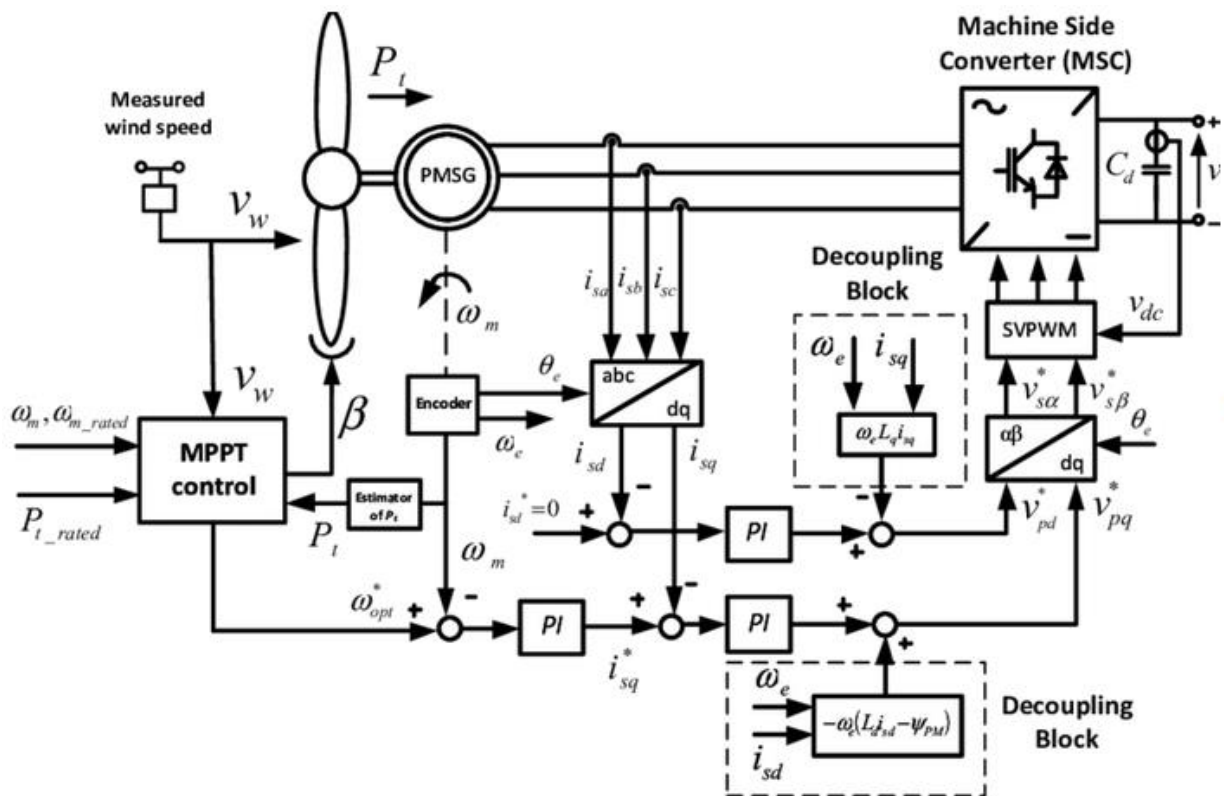 Machine Side
Converter (MSC)
P_t
Measured
wind speed
PMSG
C_d
+
v
-
v_w
i_sa i_sb i_sc
Decoupling
Block
ω_m
v_dc
SVPWM
ω_e i_sq
v_w
θ_e
abc
dq
v*_sα v*_sβ
β
Encoder
ω_e
ω_e L_q i_sq
αβ
dq
θ_e
ω_m, ω_m_rated
MPPT
control
i_sd
i_sq
P_t_rated
Estimator
of P_t
P_t
-
i_sd* = 0
+
PI
+
-
v*_pd
v*_pq
ω_m
-
ω*_opt
+
PI
+
-
PI
+
+
i_sq*
ω_e
i_sd
-ω_e(L_d i_sd - ψ_PM)
Decoupling
Block